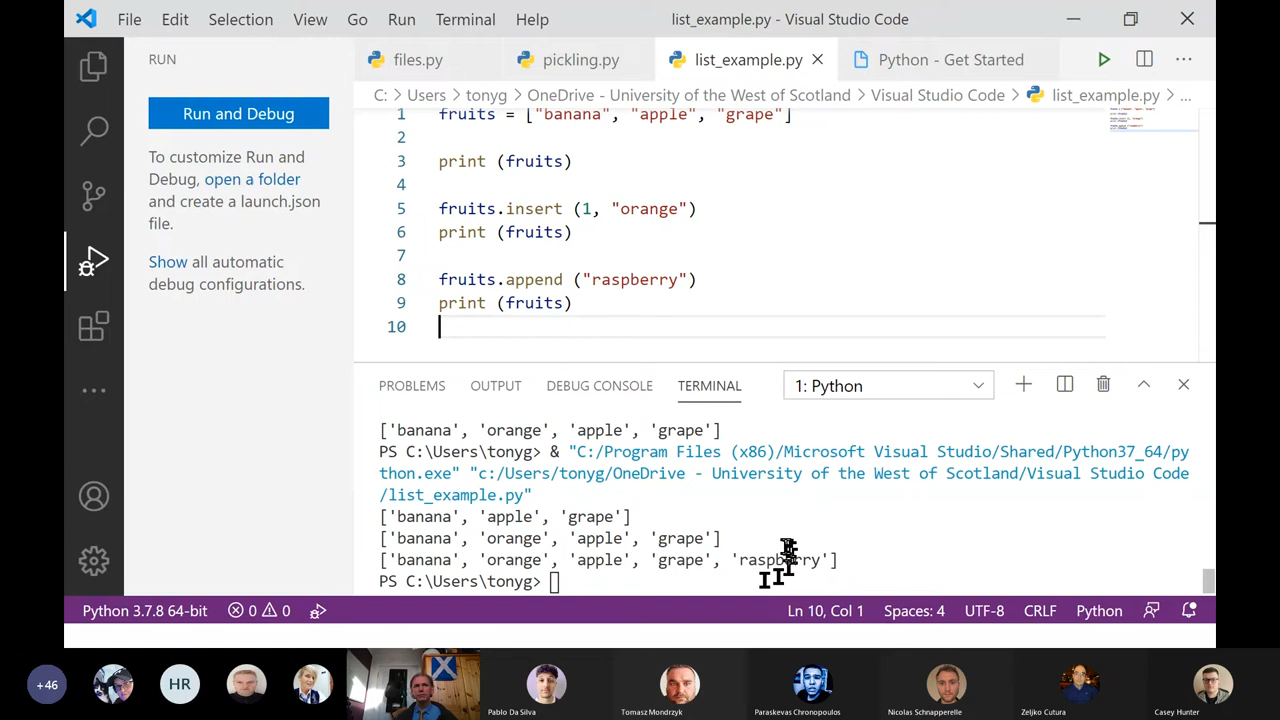 File Edit Selection View Go Run Terminal Help list_example.py - Visual Studio Code
RUN
files.py pickling.py list_example.py Python - Get Started
C: > Users > tonyg > OneDrive - University of the West of Scotland > Visual Studio Code > list_example.py > ...
Run and Debug
To customize Run and
Debug, open a folder
and create a launch.json
file.
Show all automatic
debug configurations.
1 fruits = ["banana", "apple", "grape"]
2
3 print (fruits)
4
5 fruits.insert (1, "orange")
6 print (fruits)
7
8 fruits.append ("raspberry")
9 print (fruits)
10
PROBLEMS OUTPUT DEBUG CONSOLE TERMINAL 1: Python
['banana', 'orange', 'apple', 'grape']
PS C:\Users\tonyg> & "C:/Program Files (x86)/Microsoft Visual Studio/Shared/Python37_64/py
thon.exe" "c:/Users/tonyg/OneDrive - University of the West of Scotland/Visual Studio Code
/list_example.py"
['banana', 'apple', 'grape']
['banana', 'orange', 'apple', 'grape']
['banana', 'orange', 'apple', 'grape', 'raspberry']
PS C:\Users\tonyg>
Python 3.7.8 64-bit 0 0 Ln 10, Col 1 Spaces: 4 UTF-8 CRLF Python
+46 HR
Pablo Da Silva Tomasz Mondrzyk Paraskevas Chronopoulos Nicolas Schnapperelle Zeljko Cutura Casey Hunter